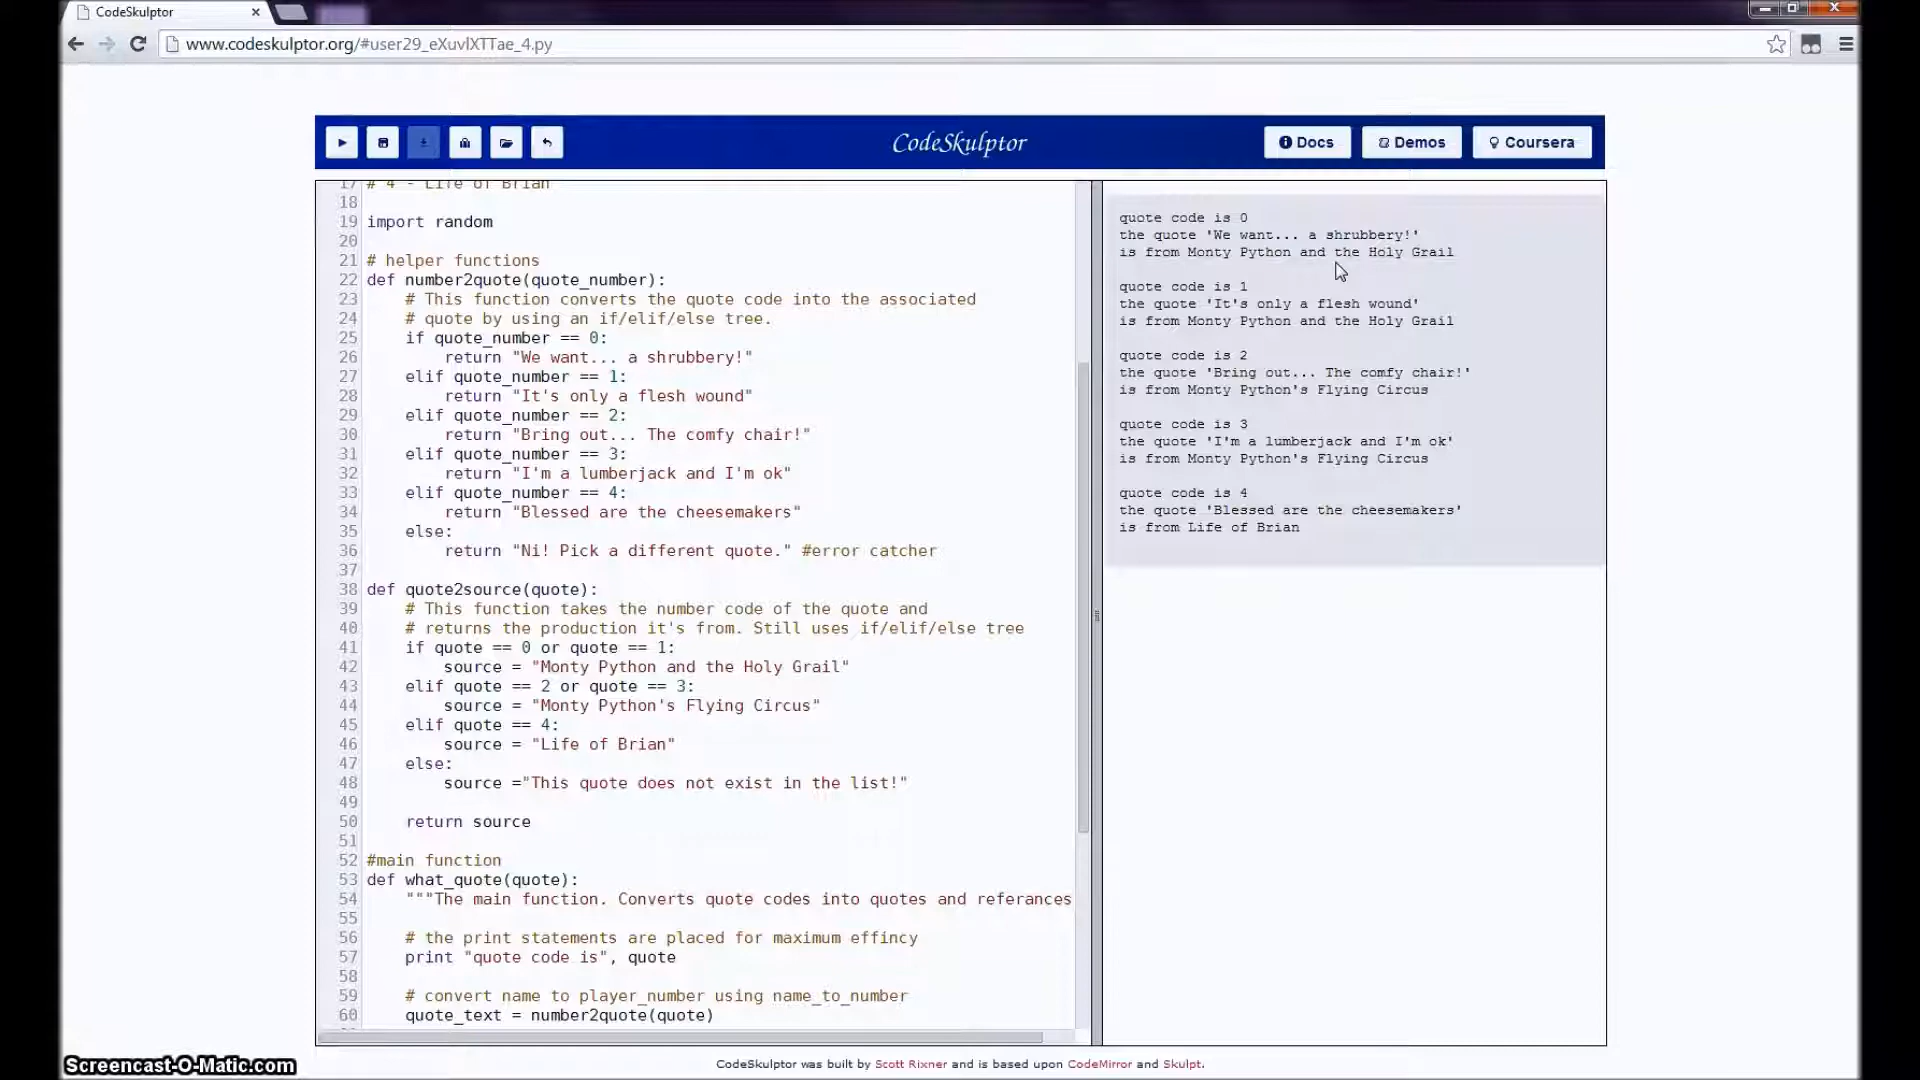 CodeSkulptor
www.codeskulptor.org/#user29_eXuvlXTTae_4.py
CodeSkulptor
Docs
Demos
Coursera
17 # 4 - Life of Brian
18
19 import random
20
21 # helper functions
22 def number2quote(quote_number):
23 # This function converts the quote code into the associated
24 # quote by using an if/elif/else tree.
25 if quote_number == 0:
26 return "We want... a shrubbery!"
27 elif quote_number == 1:
28 return "It's only a flesh wound"
29 elif quote_number == 2:
30 return "Bring out... The comfy chair!"
31 elif quote_number == 3:
32 return "I'm a lumberjack and I'm ok"
33 elif quote_number == 4:
34 return "Blessed are the cheesemakers"
35 else:
36 return "Ni! Pick a different quote." #error catcher
37
38 def quote2source(quote):
39 # This function takes the number code of the quote and
40 # returns the production it's from. Still uses if/elif/else tree
41 if quote == 0 or quote == 1:
42 source = "Monty Python and the Holy Grail"
43 elif quote == 2 or quote == 3:
44 source = "Monty Python's Flying Circus"
45 elif quote == 4:
46 source = "Life of Brian"
47 else:
48 source ="This quote does not exist in the list!"
49
50 return source
51
52 #main function
53 def what_quote(quote):
54 """The main function. Converts quote codes into quotes and referances
55
56 # the print statements are placed for maximum effincy
57 print "quote code is", quote
58
59 # convert name to player_number using name_to_number
60 quote_text = number2quote(quote)
quote code is 0
the quote 'We want... a shrubbery!'
is from Monty Python and the Holy Grail
quote code is 1
the quote 'It's only a flesh wound'
is from Monty Python and the Holy Grail
quote code is 2
the quote 'Bring out... The comfy chair!'
is from Monty Python's Flying Circus
quote code is 3
the quote 'I'm a lumberjack and I'm ok'
is from Monty Python's Flying Circus
quote code is 4
the quote 'Blessed are the cheesemakers'
is from Life of Brian
CodeSkulptor was built by Scott Rixner and is based upon CodeMirror and Skulpt.
Screencast-O-Matic.com